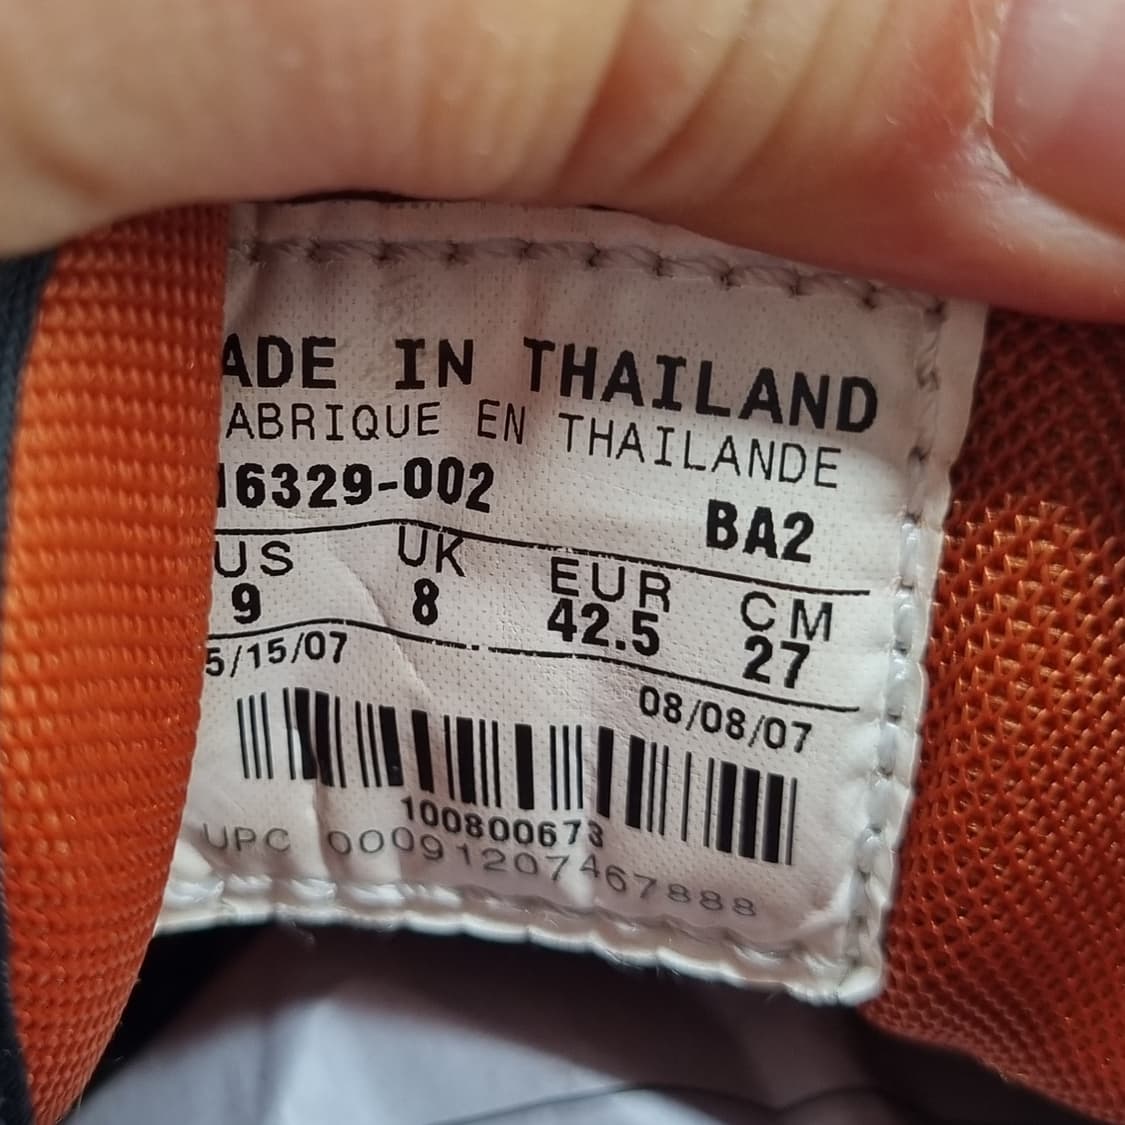 ADE IN THAILAND
ABRIQUE EN THAILANDE
16329-002 BA2
US UK EUR CM
9 8 42.5 27
5/15/07 08/08/07
100800673
UPC 00091207467888